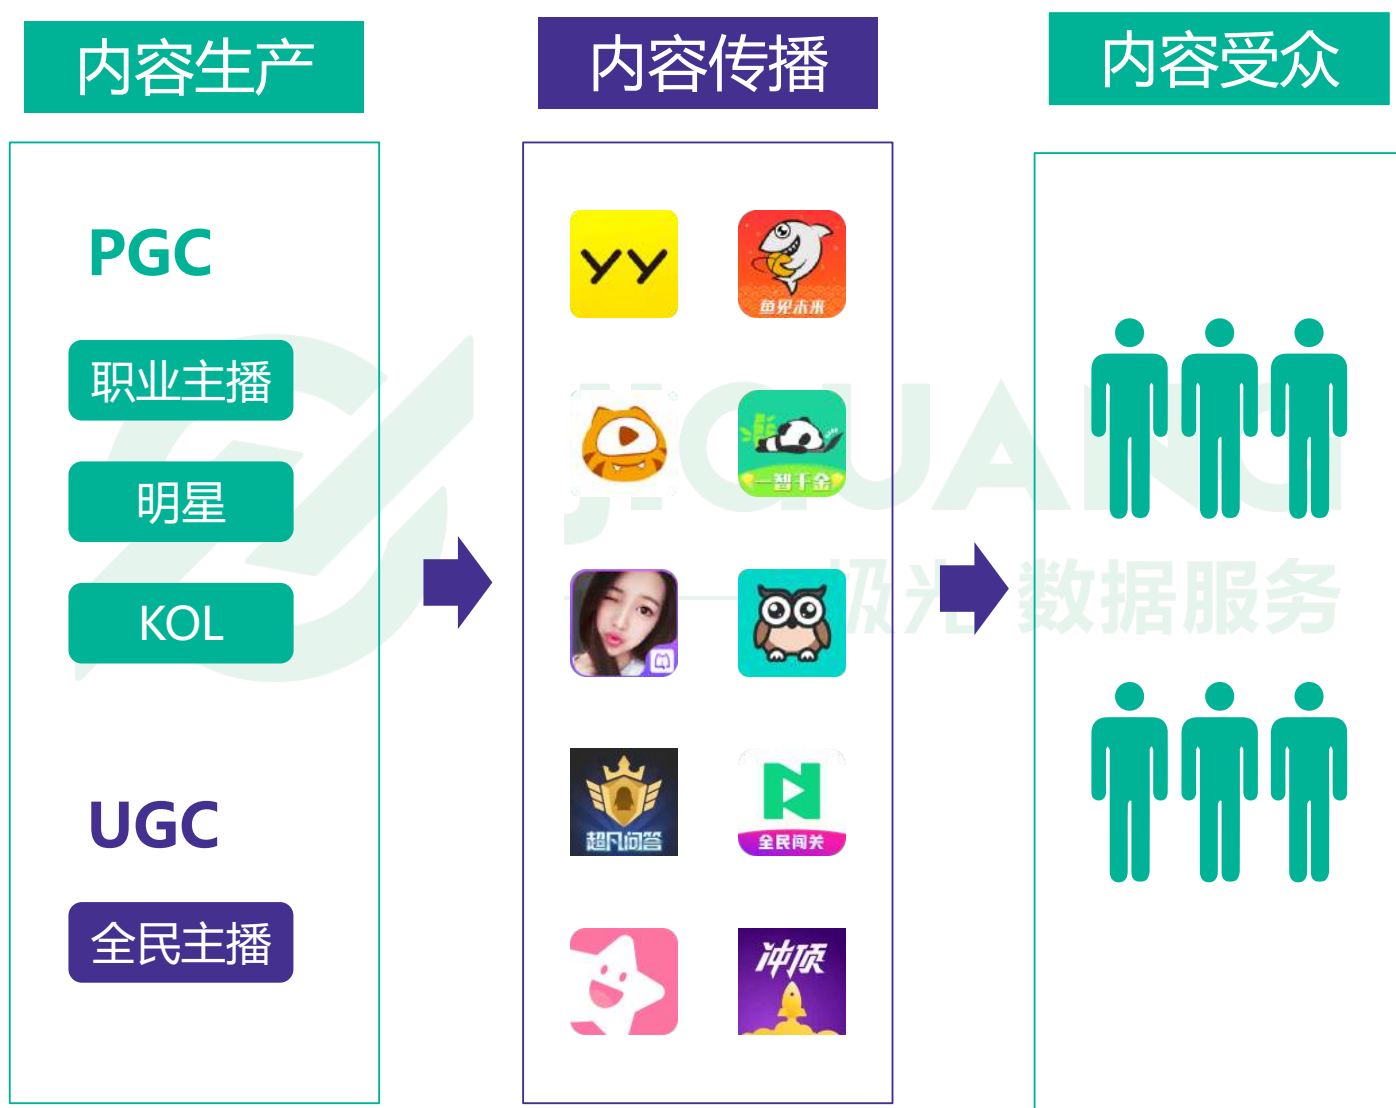 内容生产
内容传播
内容受众
PGC
职业主播
明星
KOL
UGC
全民主播
YY
鱼见未来
一智千金
超凡问答
全民闯关
冲顶
JIGUANG
极光 数据服务